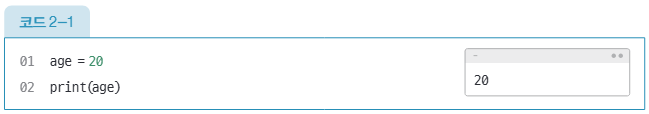 코드 2-1
01 age = 20
02 print(age)
20